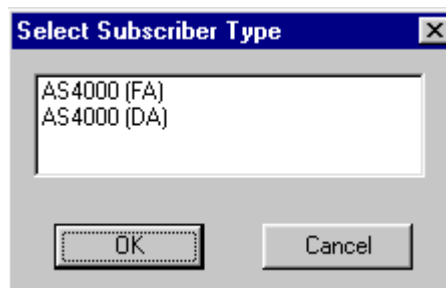 Select Subscriber Type
AS4000 (FA)
AS4000 (DA)
OK
Cancel